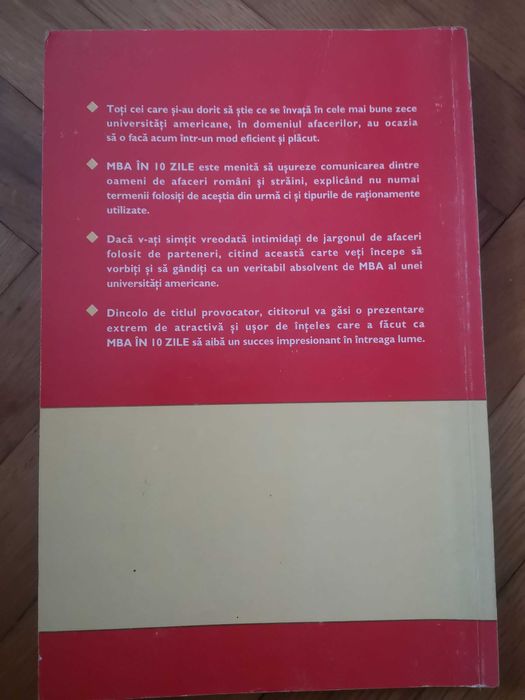 Toți cei care și-au dorit să știe ce se învață în cele mai bune zece
universități americane, în domeniul afacerilor, au ocazia
să o facă acum într-un mod eficient și plăcut.
MBA ÎN 10 ZILE este menită să ușureze comunicarea dintre
oameni de afaceri români și străini, explicând nu numai
termenii folosiți de aceștia din urmă ci și tipurile de raționamente
utilizate.
Dacă v-ați simțit vreodată intimidați de jargonul de afaceri
folosit de parteneri, citind această carte veți începe să
vorbiți și să gândiți ca un veritabil absolvent de MBA al unei
universități americane.
Dincolo de titlul provocator, cititorul va găsi o prezentare
extrem de atractivă și ușor de înțeles care a făcut ca
MBA ÎN 10 ZILE să aibă un succes impresionant în întreaga lume.